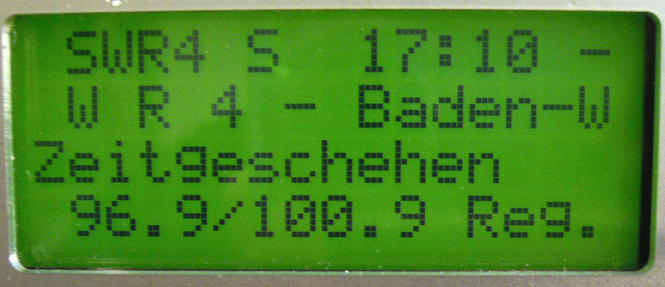 SWR4 S 17:10 -
W R 4 - Baden-W
Zeitgeschehen
96.9/100.9 Reg.